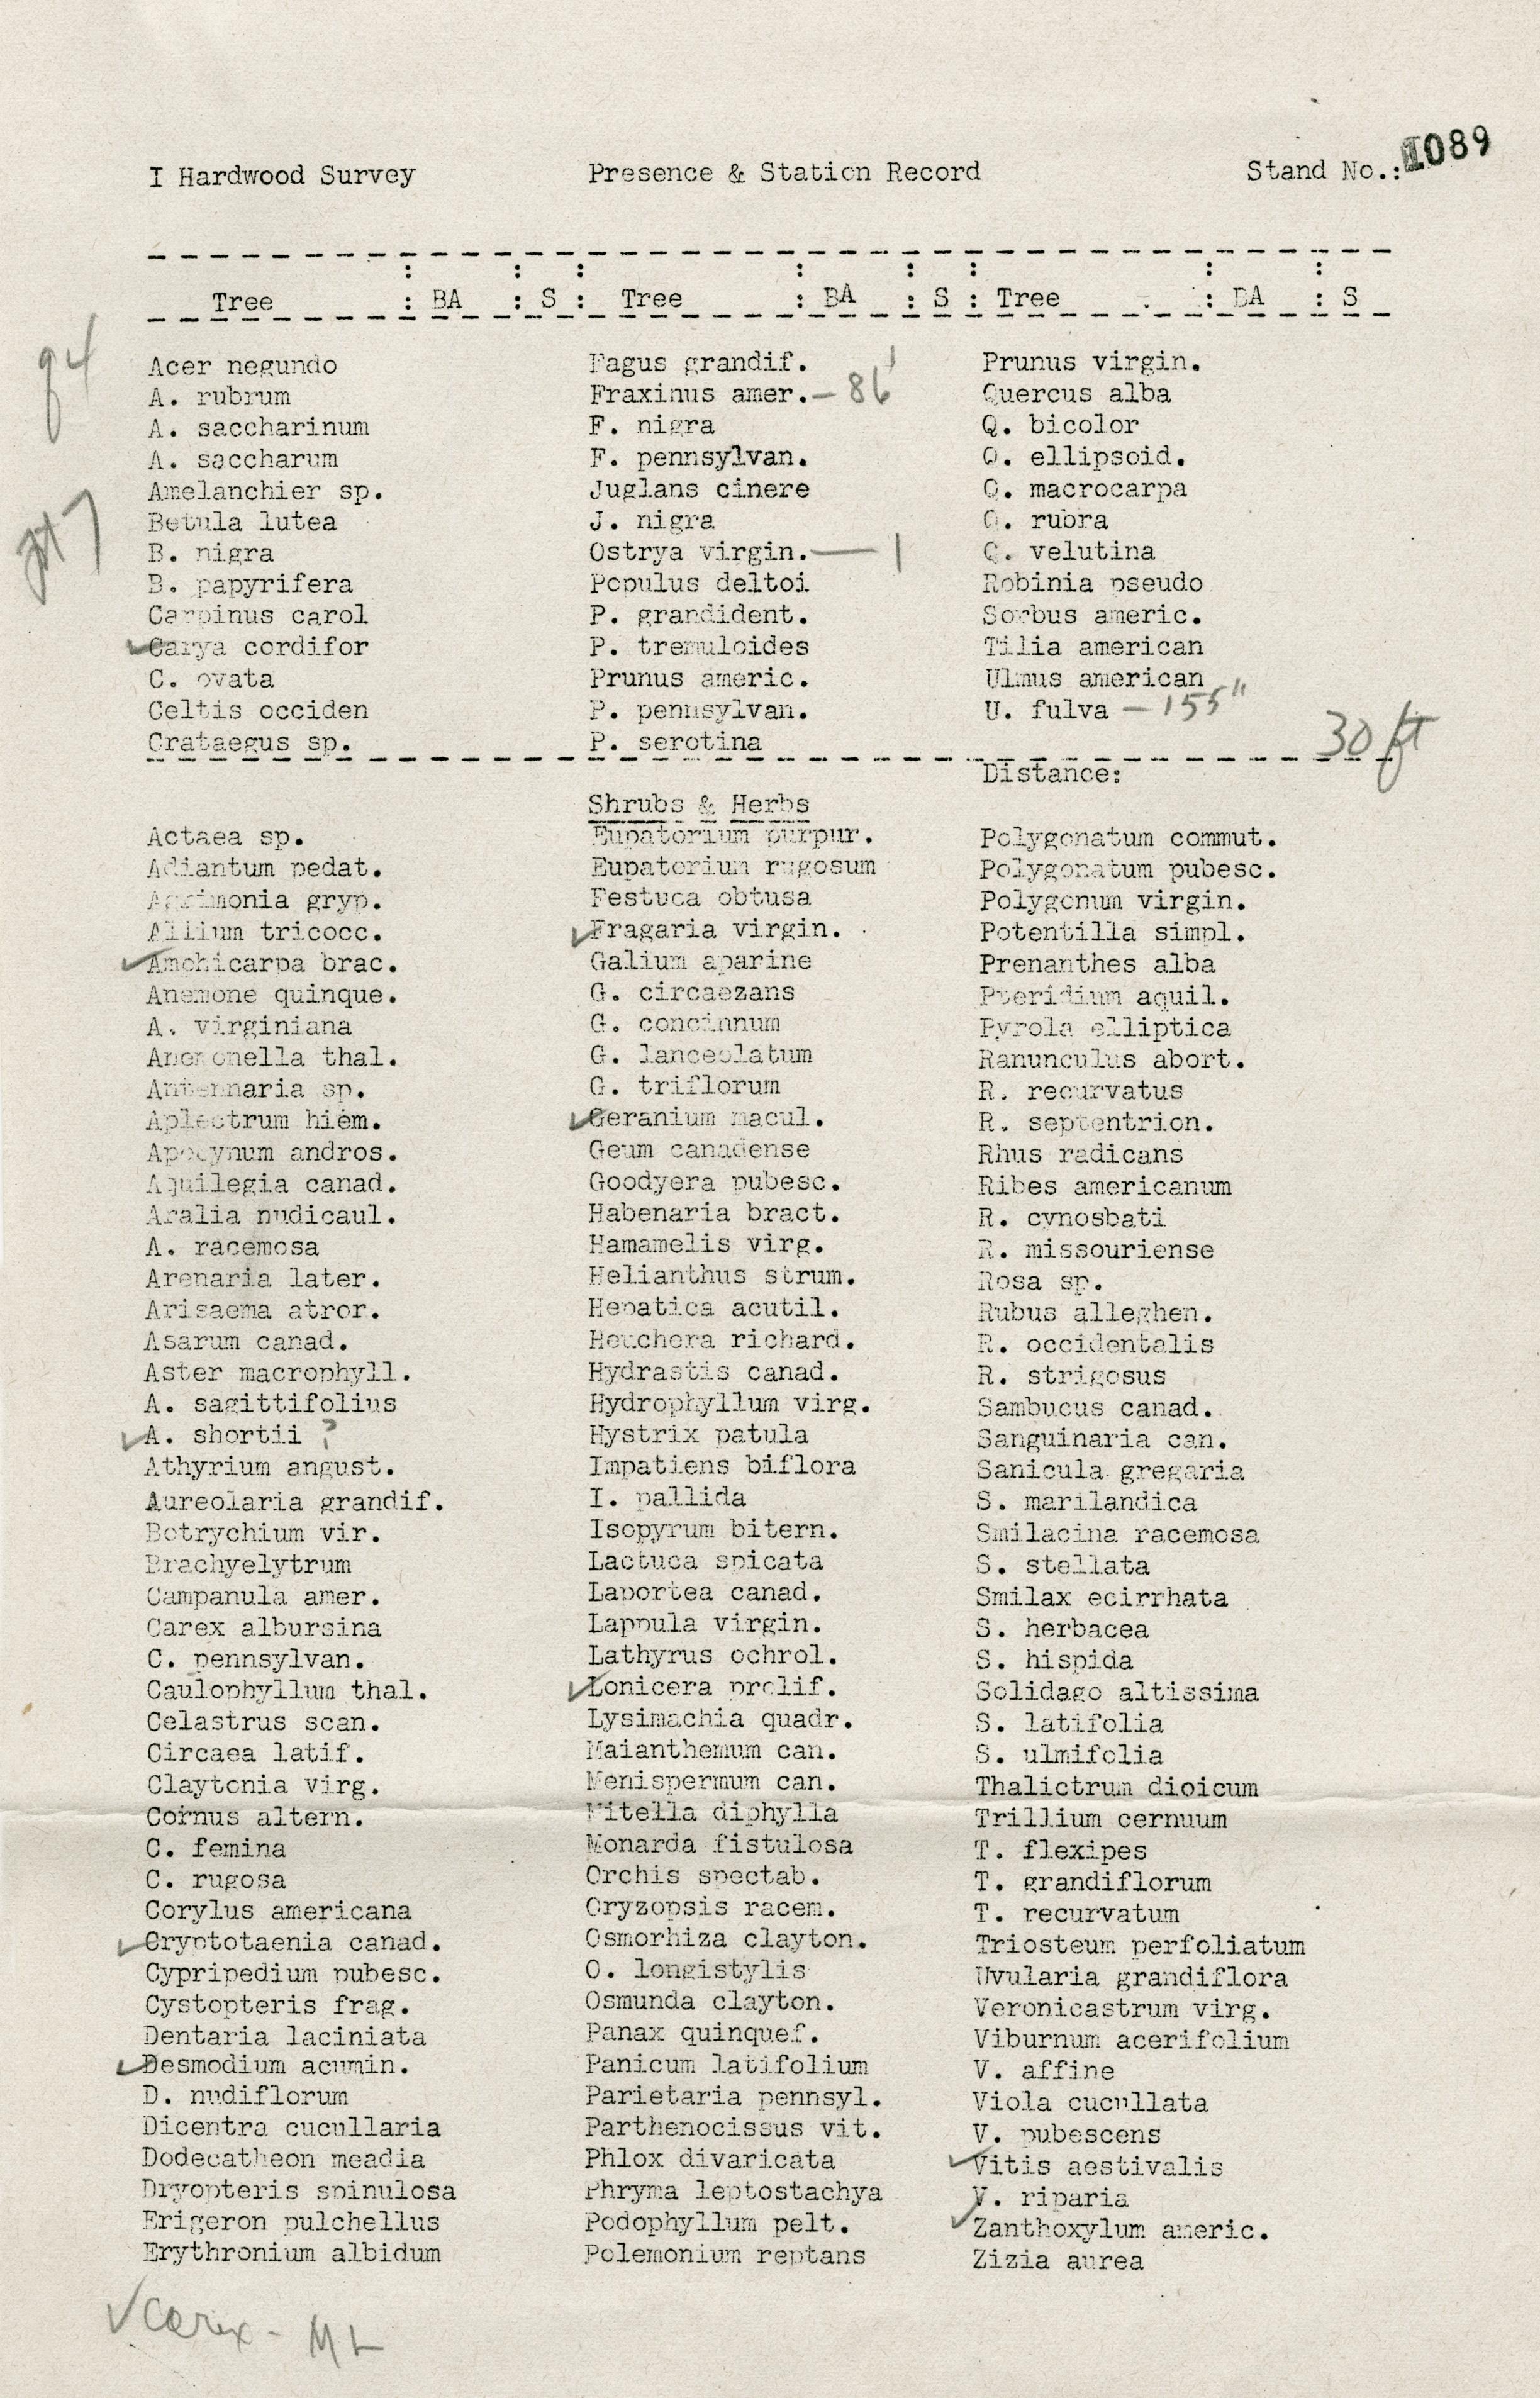 I Hardwood Survey Presence & Station Record Stand No.: 1089
Tree : BA : S : Tree : BA : S : Tree : BA : S
Acer negundo Fagus grandif. Prunus virgin.
A. rubrum Fraxinus amer. – 86' Quercus alba
A. saccharinum F. nigra Q. bicolor
A. saccharum F. pennsylvan. Q. ellipsoid.
Amelanchier sp. Juglans cinere Q. macrocarpa
Betula lutea J. nigra Q. rubra
B. nigra Ostrya virgin. — 1 Q. velutina
B. papyrifera Populus deltoi Robinia pseudo
Carpinus carol P. grandident. Sorbus americ.
✓ Carya cordifor P. tremuloides Tilia american
C. ovata Prunus americ. Ulmus american
Celtis occiden P. pennsylvan. U. fulva – 155"
Crataegus sp. P. serotina
Distance: 30 ft
Shrubs & Herbs
Actaea sp. Eupatorium purpur. Polygonatum commut.
Adiantum pedat. Eupatorium rugosum Polygonatum pubesc.
Agrimonia gryp. Festuca obtusa Polygonum virgin.
Allium tricocc. ✓ Fragaria virgin. Potentilla simpl.
✓ Amphicarpa brac. Galium aparine Prenanthes alba
Anemone quinque. G. circaezans Pteridium aquil.
A. virginiana G. concinnum Pyrola elliptica
Anemonella thal. G. lanceolatum Ranunculus abort.
Antennaria sp. G. triflorum R. recurvatus
Aplectrum hiem. ✓ Geranium macul. R. septentrion.
Apocynum andros. Geum canadense Rhus radicans
Aquilegia canad. Goodyera pubesc. Ribes americanum
Aralia nudicaul. Habenaria bract. R. cynosbati
A. racemosa Hamamelis virg. R. missouriense
Arenaria later. Helianthus strum. Rosa sp.
Arisaema atror. Hepatica acutil. Rubus alleghen.
Asarum canad. Heuchera richard. R. occidentalis
Aster macrophyll. Hydrastis canad. R. strigosus
A. sagittifolius Hydrophyllum virg. Sambucus canad.
✓ A. shortii ? Hystrix patula Sanguinaria can.
Athyrium angust. Impatiens biflora Sanicula gregaria
Aureolaria grandif. I. pallida S. marilandica
Botrychium vir. Isopyrum bitern. Smilacina racemosa
Brachyelytrum Lactuca spicata S. stellata
Campanula amer. Laportea canad. Smilax ecirrhata
Carex albursina Lappula virgin. S. herbacea
C. pennsylvan. Lathyrus ochrol. S. hispida
Caulophyllum thal. ✓ Lonicera prolif. Solidago altissima
Celastrus scan. Lysimachia quadr. S. latifolia
Circaea latif. Maianthemum can. S. ulmifolia
Claytonia virg. Menispermum can. Thalictrum dioicum
Cornus altern. Mitella diphylla Trillium cernuum
C. femina Monarda fistulosa T. flexipes
C. rugosa Orchis spectab. T. grandiflorum
Corylus americana Oryzopsis racem. T. recurvatum
✓ Cryptotaenia canad. Osmorhiza clayton. Triosteum perfoliatum
Cypripedium pubesc. O. longistylis Uvularia grandiflora
Cystopteris frag. Osmunda clayton. Veronicastrum virg.
Dentaria laciniata Panax quinquef. Viburnum acerifolium
✓ Desmodium acumin. Panicum latifolium V. affine
D. nudiflorum Parietaria pennsyl. Viola cucullata
Dicentra cucullaria Parthenocissus vit. V. pubescens
Dodecatheon meadia Phlox divaricata ✓ Vitis aestivalis
Dryopteris spinulosa Phryma leptostachya V. riparia
Erigeron pulchellus Podophyllum pelt. ✓ Zanthoxylum americ.
Erythronium albidum Polemonium reptans Zizia aurea
✓ Carex - ML